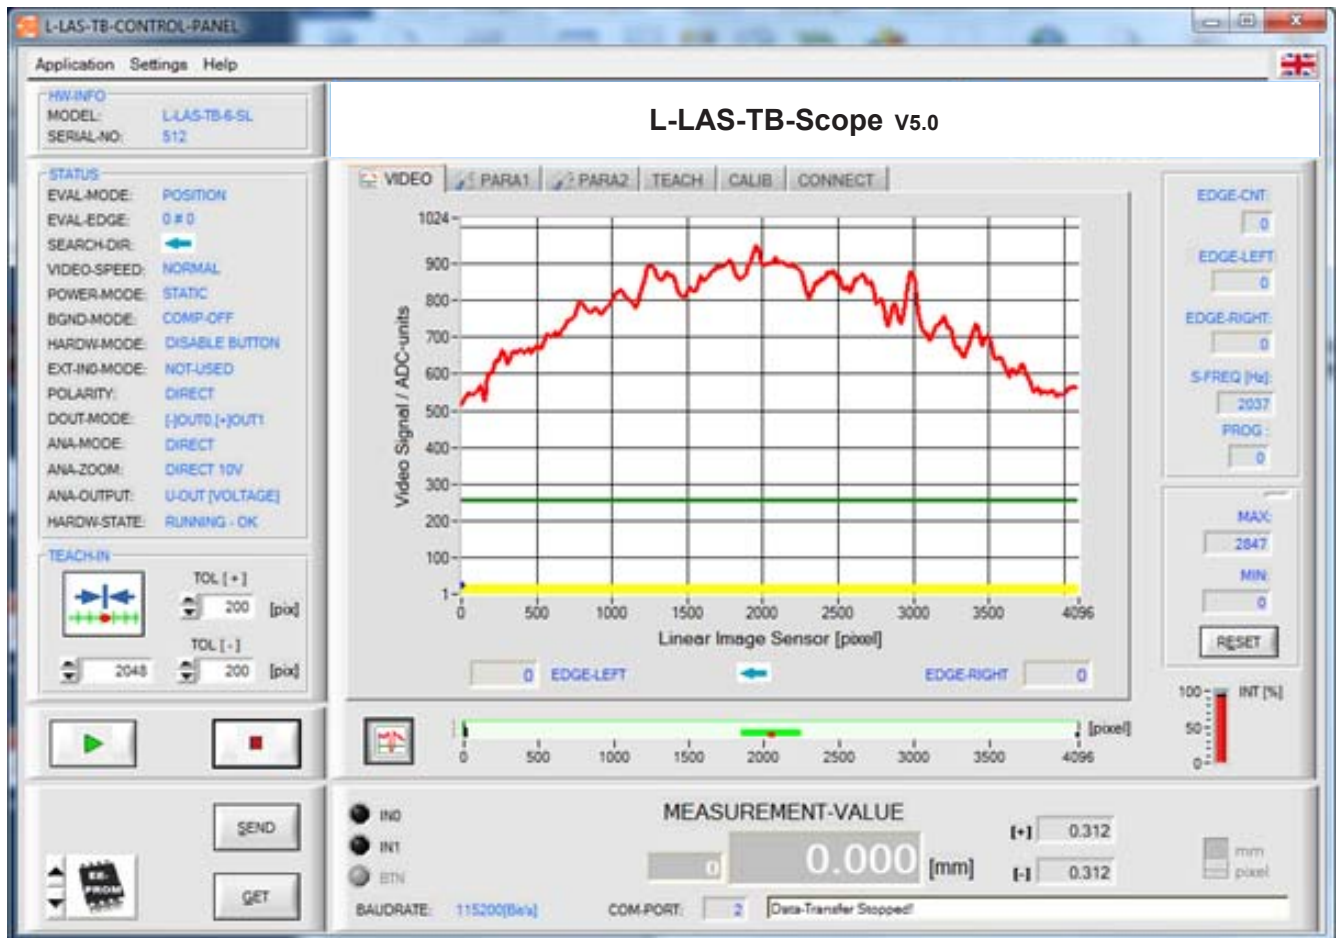 L-LAS-TB-CONTROL-PANEL
Application Settings Help
HW-INFO
MODEL: L-LAS-TB-6-SL
SERIAL-NO: 512
L-LAS-TB-Scope V5.0
STATUS
EVAL-MODE: POSITION
EVAL-EDGE: 0 # 0
SEARCH-DIR:
VIDEO-SPEED: NORMAL
POWER-MODE: STATIC
BGND-MODE: COMP-OFF
HARDW-MODE: DISABLE BUTTON
EXT-IN0-MODE: NOT-USED
POLARITY: DIRECT
DOUT-MODE: [-]OUT0,[+]OUT1
ANA-MODE: DIRECT
ANA-ZOOM: DIRECT 10V
ANA-OUTPUT: U-OUT [VOLTAGE]
HARDW-STATE: RUNNING - OK
TEACH-IN
TOL [+]
200 [pix]
TOL [-]
2048 200 [pix]
VIDEO PARA1 PARA2 TEACH CALIB CONNECT
Video Signal / ADC-units
1024
900
800
700
600
500
400
300
200
100
1
0 500 1000 1500 2000 2500 3000 3500 4096
Linear Image Sensor [pixel]
0 EDGE-LEFT EDGE-RIGHT 0
[pixel]
0 500 1000 1500 2000 2500 3000 3500 4096
EDGE-CNT:
0
EDGE-LEFT
0
EDGE-RIGHT:
0
S-FREQ [Hz]:
2037
PROG :
0
MAX:
2847
MIN:
0
RESET
100 INT [%]
50
0
SEND
EE-PROM
GET
IN0
IN1
BTN
MEASUREMENT-VALUE
0 0.000 [mm]
[+] 0.312
[-] 0.312
mm
pixel
BAUDRATE: 115200[Bd/s] COM-PORT: 2 Data-Transfer Stopped!